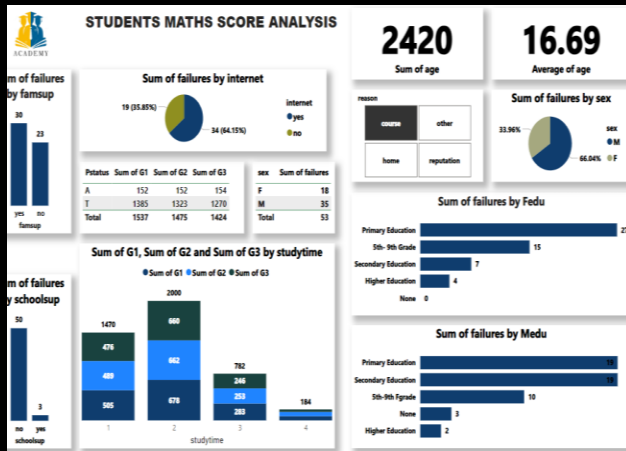 STUDENTS MATHS SCORE ANALYSIS
ACADEMY
2420
Sum of age
16.69
Average of age
m of failures
by famsup
30
23
yes no
famsup
Sum of failures by internet
19 (35.85%)
34 (64.15%)
internet
yes
no
reason
course other
home reputation
Sum of failures by sex
33.96%
66.04%
sex
M
F
Pstatus Sum of G1 Sum of G2 Sum of G3
A 152 152 154
T 1385 1323 1270
Total 1537 1475 1424
sex Sum of failures
F 18
M 35
Total 53
Sum of failures by Fedu
Primary Education
5th- 9th Grade 15
Secondary Education 7
Higher Education 4
None 0
m of failures
y schoolsup
50
3
no yes
schoolsup
Sum of G1, Sum of G2 and Sum of G3 by studytime
Sum of G1 Sum of G2 Sum of G3
1470
476
489
505
2000
660
662
678
782
246
253
283
184
1 2 3 4
studytime
Sum of failures by Medu
Primary Education 19
Secondary Education 19
5th-9th Fgrade 10
None 3
Higher Education 2